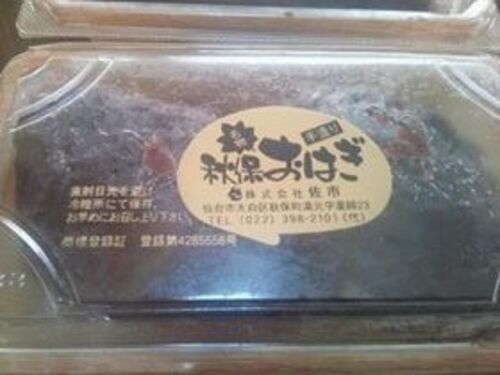 手造り
秋保おはぎ
株式会社 佐市
仙台市太白区秋保町湯元字薬師23
TEL (022) 398-2101(代)
直射日光を避け
冷暗所にて保存、
お早めにお召し上り下さい。
商標登録証 登録第4285556号